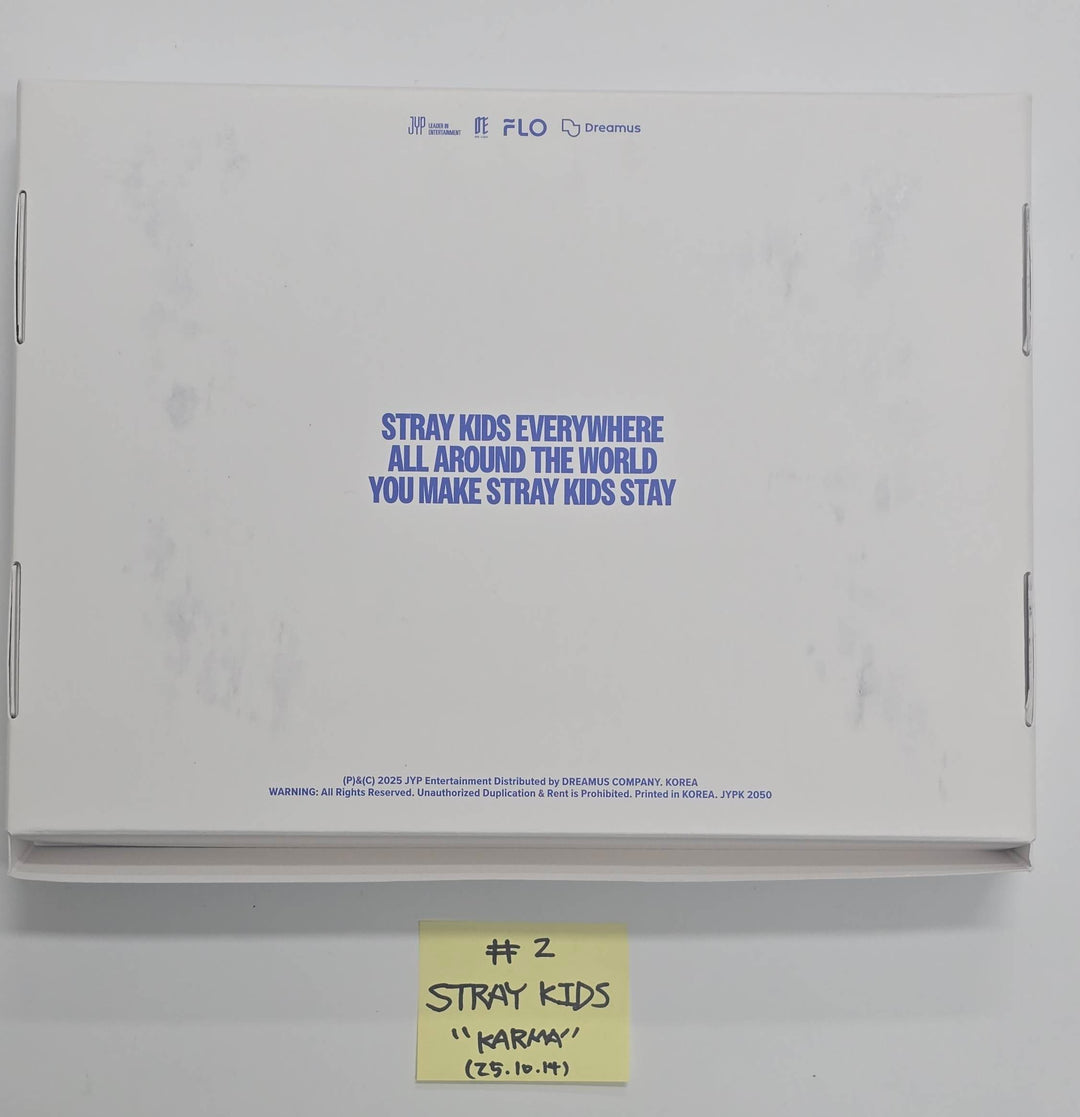 JYP LEADER IN
ENTERTAINMENT
FLO
Dreamus
STRAY KIDS EVERYWHERE
ALL AROUND THE WORLD
YOU MAKE STRAY KIDS STAY
(P)&(C) 2025 JYP Entertainment Distributed by DREAMUS COMPANY. KOREA
WARNING: All Rights Reserved. Unauthorized Duplication & Rent is Prohibited. Printed in KOREA. JYPK 2050
# 2
STRAY KIDS
"KARMA"
(25.10.14)